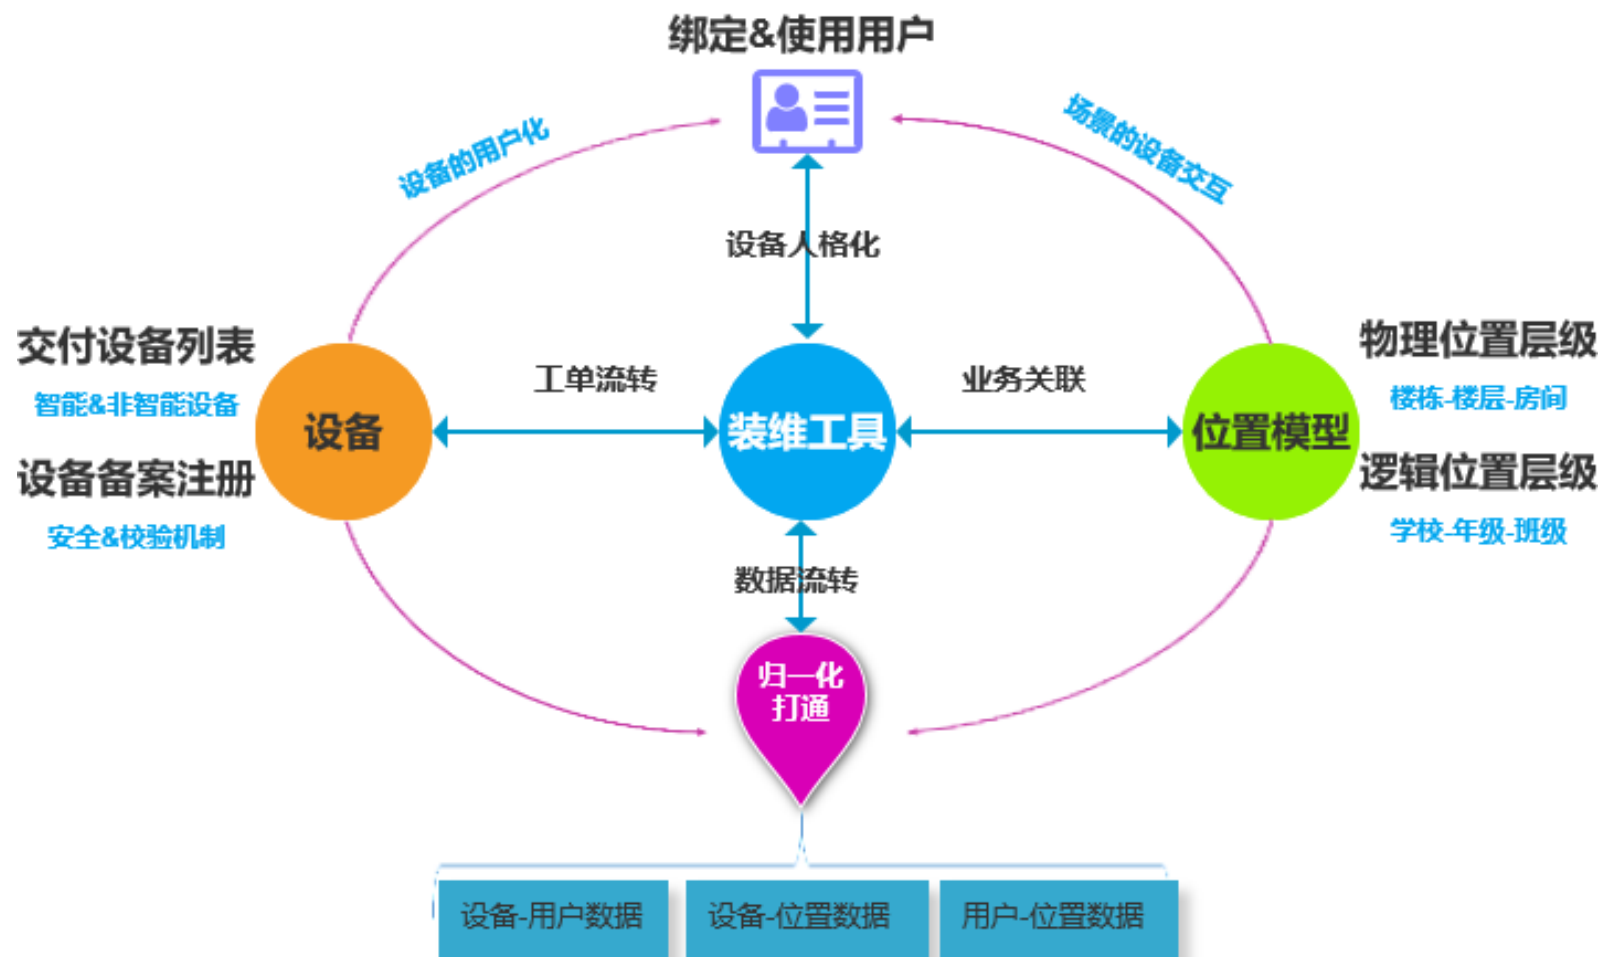 绑定&使用用户
设备的用户化
场景的设备交互
设备人格化
交付设备列表
智能&非智能设备
设备备案注册
安全&校验机制
设备
工单流转
装维工具
业务关联
位置模型
物理位置层级
楼栋-楼层-房间
逻辑位置层级
学校-年级-班级
数据流转
归一化
打通
设备-用户数据
设备-位置数据
用户-位置数据